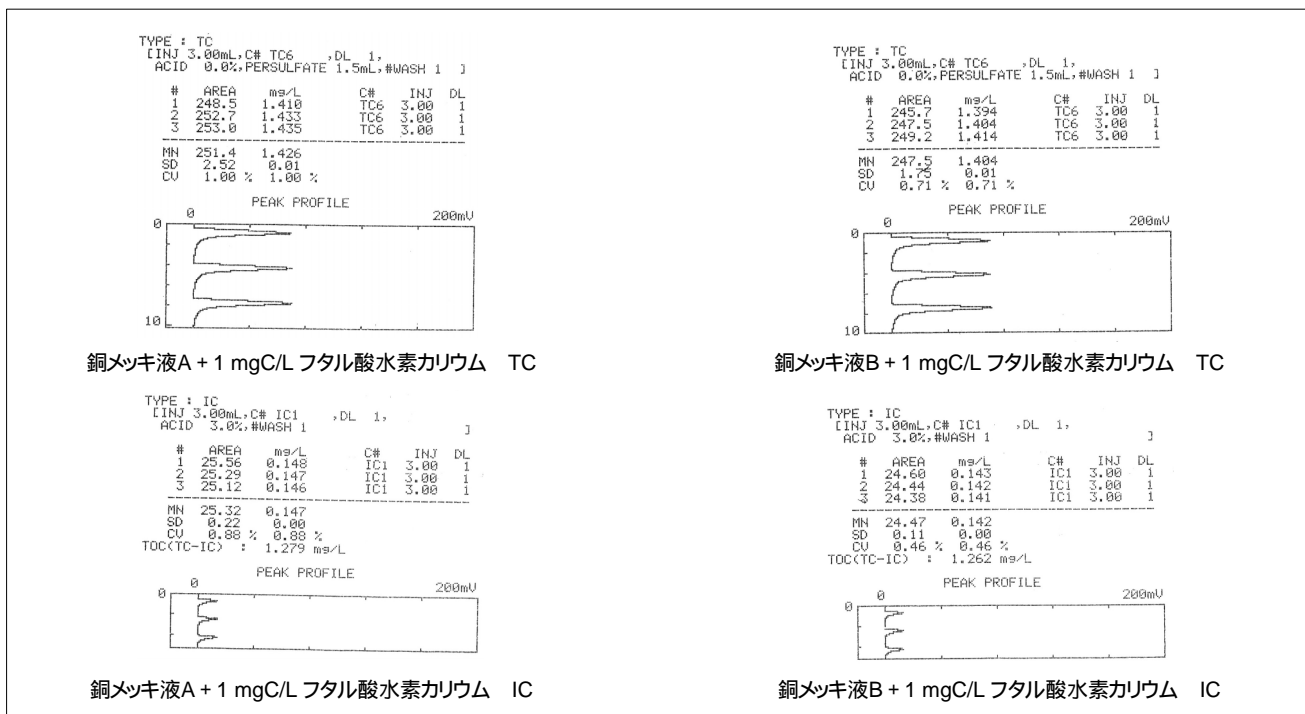 TYPE : TC
[INJ 3.00mL,C# TC6 ,DL 1,
ACID 0.0%,PERSULFATE 1.5mL,#WASH 1 ]
# AREA mg/L C# INJ DL
1 248.5 1.410 TC6 3.00 1
2 252.7 1.433 TC6 3.00 1
3 253.0 1.435 TC6 3.00 1
MN 251.4 1.426
SD 2.52 0.01
CV 1.00 % 1.00 %
PEAK PROFILE
0 200mV
0
10
銅メッキ液A + 1 mgC/L フタル酸水素カリウム TC
TYPE : TC
[INJ 3.00mL,C# TC6 ,DL 1,
ACID 0.0%,PERSULFATE 1.5mL,#WASH 1 ]
# AREA mg/L C# INJ DL
1 245.7 1.394 TC6 3.00 1
2 247.5 1.404 TC6 3.00 1
3 249.2 1.414 TC6 3.00 1
MN 247.5 1.404
SD 1.75 0.01
CV 0.71 % 0.71 %
PEAK PROFILE
0 200mV
0
10
銅メッキ液B + 1 mgC/L フタル酸水素カリウム TC
TYPE : IC
[INJ 3.00mL,C# IC1 ,DL 1,
ACID 3.0%,#WASH 1 ]
# AREA mg/L C# INJ DL
1 25.56 0.148 IC1 3.00 1
2 25.29 0.147 IC1 3.00 1
3 25.12 0.146 IC1 3.00 1
MN 25.32 0.147
SD 0.22 0.00
CV 0.88 % 0.88 %
TOC(TC-IC) : 1.279 mg/L
PEAK PROFILE
0 200mV
0
銅メッキ液A + 1 mgC/L フタル酸水素カリウム IC
TYPE : IC
[INJ 3.00mL,C# IC1 ,DL 1,
ACID 3.0%,#WASH 1 ]
# AREA mg/L C# INJ DL
1 24.60 0.143 IC1 3.00 1
2 24.44 0.142 IC1 3.00 1
3 24.38 0.141 IC1 3.00 1
MN 24.47 0.142
SD 0.11 0.00
CV 0.46 % 0.46 %
TOC(TC-IC) : 1.262 mg/L
PEAK PROFILE
0 200mV
0
銅メッキ液B + 1 mgC/L フタル酸水素カリウム IC